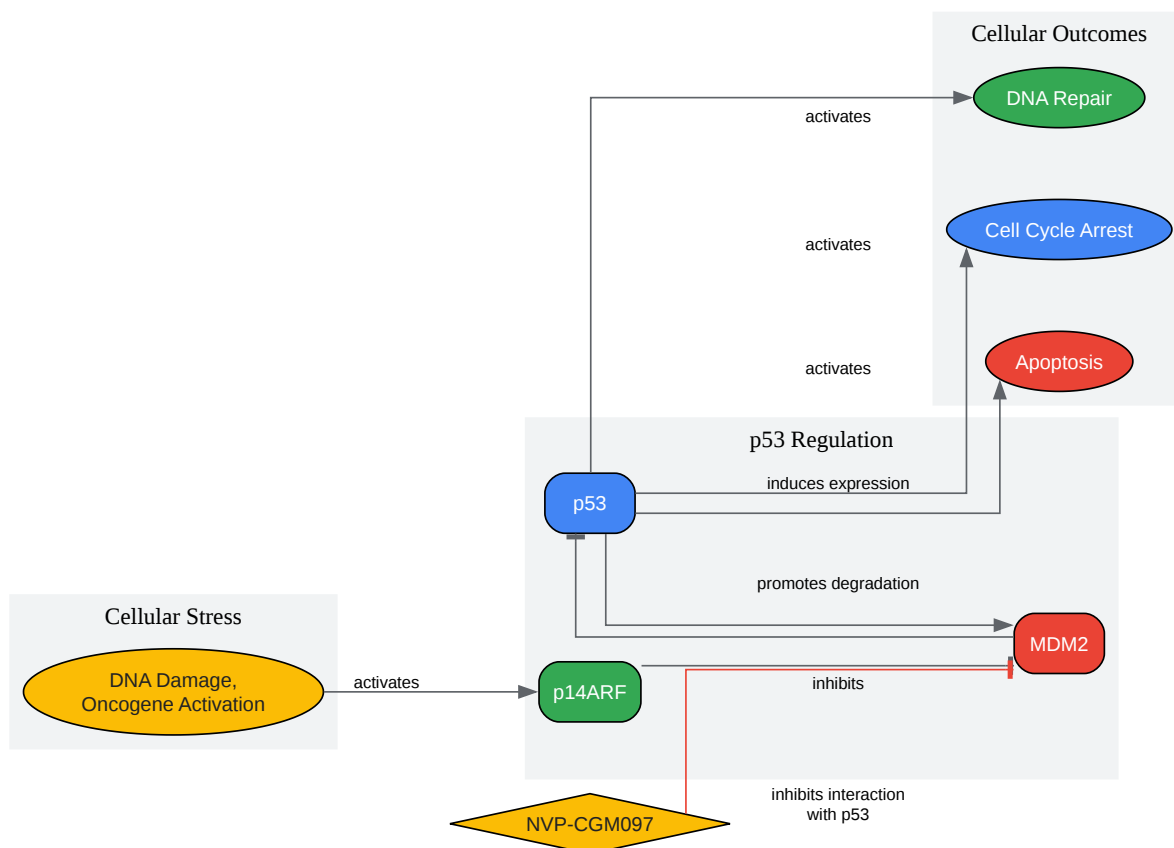 Cellular Outcomes
DNA Repair
activates
Cell Cycle Arrest
activates
Apoptosis
activates
p53 Regulation
induces expression
p53
promotes degradation
Cellular Stress
MDM2
DNA Damage,
Oncogene Activation
activates
p14ARF
inhibits
inhibits interaction
with p53
NVP-CGM097